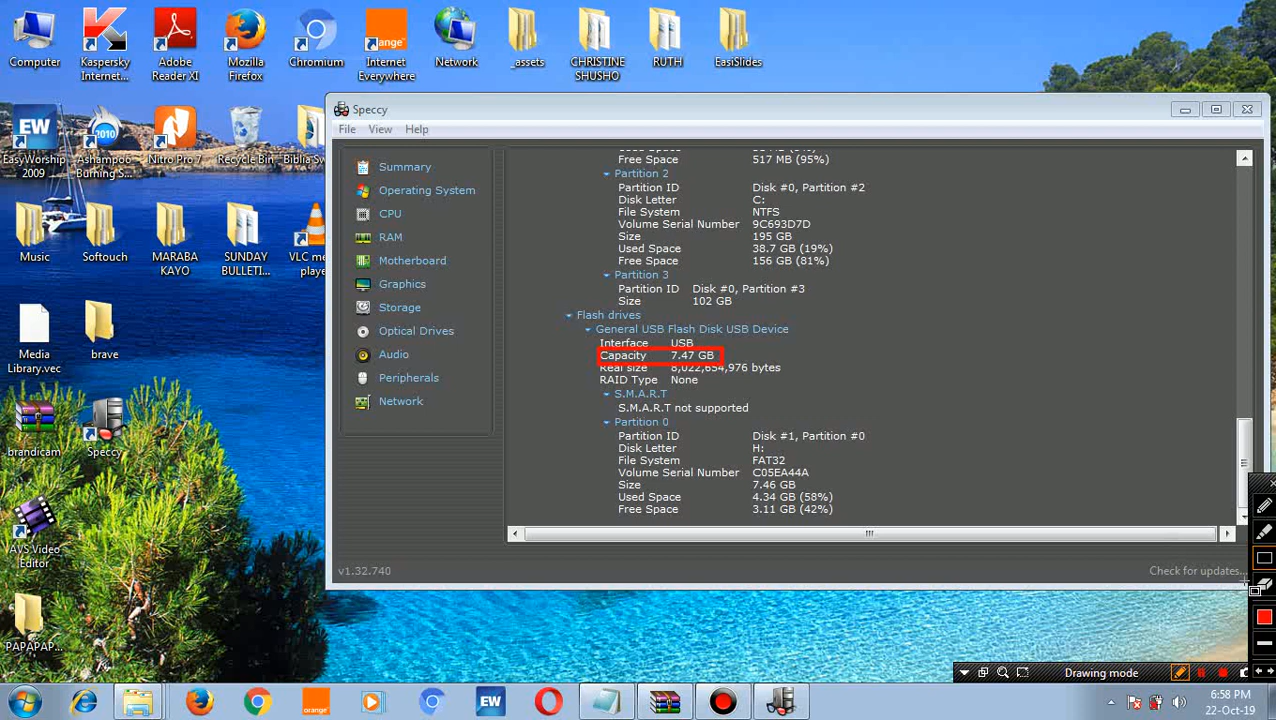 Computer
Kaspersky
Internet...
Adobe
Reader XI
Mozilla
Firefox
Chromium
orange
Internet
Everywhere
Network
_assets
CHRISTINE
SHUSHO
RUTH
EasiSlides
EW
EasyWorship
2009
2010
Ashampoo
Burning S...
Nitro Pro 7
Recycle Bin
Biblia Sw
Music
Softouch
MARABA
KAYO
SUNDAY
BULLETI...
VLC me
playe
Media
Library.vec
brave
brandicam
Speccy
AVS Video
Editor
PAPAPAP...
Speccy
File View Help
Summary
Operating System
CPU
RAM
Motherboard
Graphics
Storage
Optical Drives
Audio
Peripherals
Network
Free Space 517 MB (95%)
Partition 2
Partition ID Disk #0, Partition #2
Disk Letter C:
File System NTFS
Volume Serial Number 9C693D7D
Size 195 GB
Used Space 38.7 GB (19%)
Free Space 156 GB (81%)
Partition 3
Partition ID Disk #0, Partition #3
Size 102 GB
Flash drives
General USB Flash Disk USB Device
Interface USB
Capacity 7.47 GB
Real size 8,022,654,976 bytes
RAID Type None
S.M.A.R.T
S.M.A.R.T not supported
Partition 0
Partition ID Disk #1, Partition #0
Disk Letter H:
File System FAT32
Volume Serial Number C05EA44A
Size 7.46 GB
Used Space 4.34 GB (58%)
Free Space 3.11 GB (42%)
v1.32.740
Check for updates...
Drawing mode
orange
EW
6:58 PM
22-Oct-19